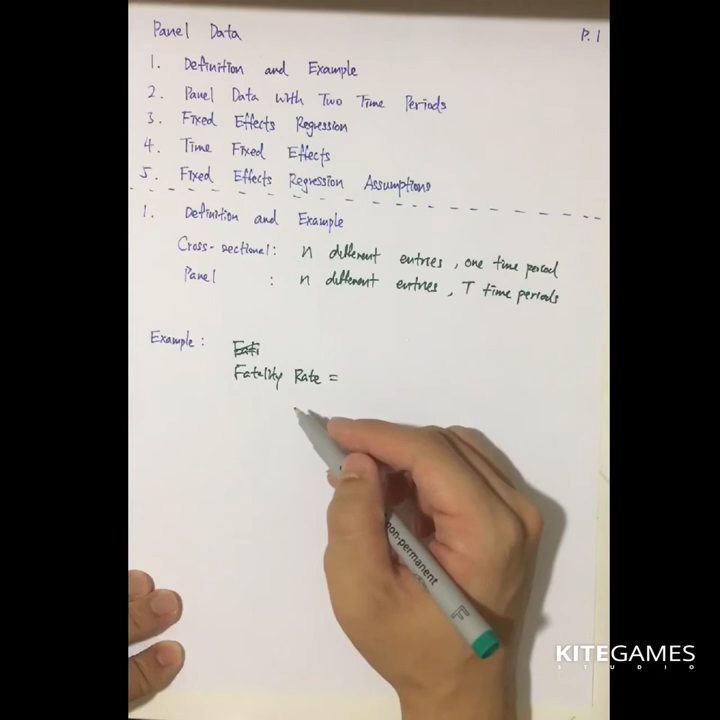 Panel Data P.1
1. Definition and Example
2. Panel Data with Two Time Periods
3. Fixed Effects Regression
4. Time Fixed Effects
5. Fixed Effects Regression Assumptions
1. Definition and Example
Cross-sectional: n different entries, one time period
Panel : n different entries, T time periods
Example: Fati
Fatality Rate =
non-permanent
F
KITEGAMES
STUDIO